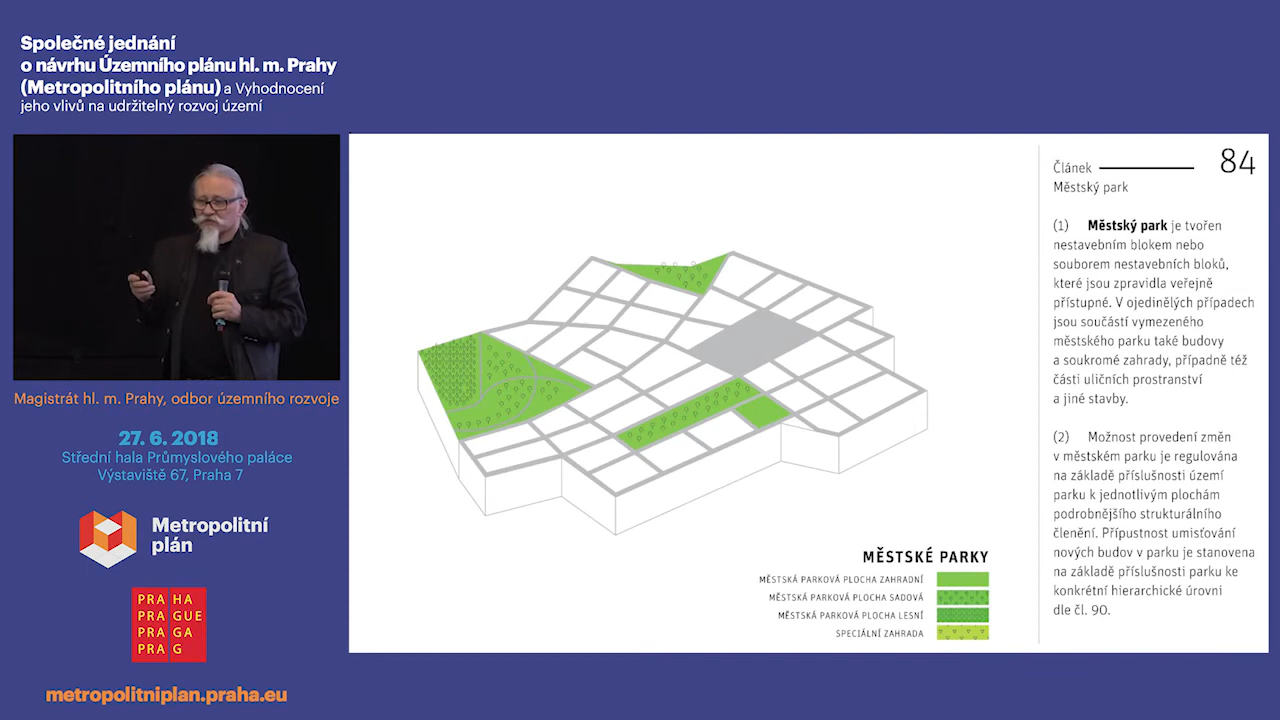 Společné jednání
o návrhu Územního plánu hl. m. Prahy
(Metropolitního plánu) a Vyhodnocení
jeho vlivů na udržitelný rozvoj území
Magistrát hl. m. Prahy, odbor územního rozvoje
27. 6. 2018
Střední hala Průmyslového paláce
Výstaviště 67, Praha 7
Metropolitní
plán
PRA HA
PRA GUE
PRA GA
PRA G
metropolitniplan.praha.eu
MĚSTSKÉ PARKY
MĚSTSKÁ PARKOVÁ PLOCHA ZAHRADNÍ
MĚSTSKÁ PARKOVÁ PLOCHA SADOVÁ
MĚSTSKÁ PARKOVÁ PLOCHA LESNÍ
SPECIÁLNÍ ZAHRADA
Článek 84
Městský park
(1) Městský park je tvořen
nestavebním blokem nebo
souborem nestavebních bloků,
které jsou zpravidla veřejně
přístupné. V ojedinělých případech
jsou součástí vymezeného
městského parku také budovy
a soukromé zahrady, případně též
části uličních prostranství
a jiné stavby.
(2) Možnost provedení změn
v městském parku je regulována
na základě příslušnosti území
parku k jednotlivým plochám
podrobnějšího strukturálního
členění. Přípustnost umisťování
nových budov v parku je stanovena
na základě příslušnosti parku ke
konkrétní hierarchické úrovni
dle čl. 90.